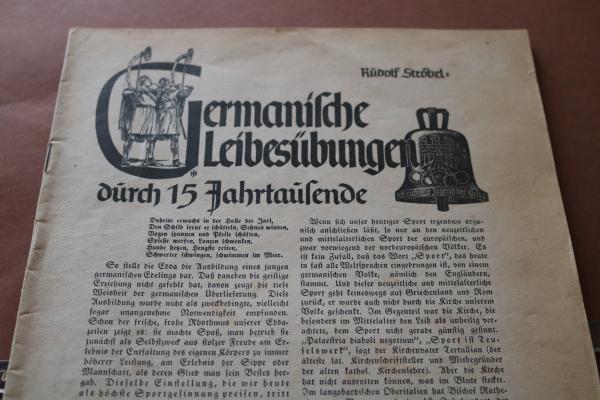 Rudolf Ströbel:
Germanische
Leibesübungen
durch 15 Jahrtausende
Daheim erwuchs in der Halle der Jarl,
Den Schild lernt er schütteln, Sehnen winden,
Bogen spannen und Pfeile schäften,
Spieße werfen, Lanzen schwenken,
Hunde hetzen, Hengste reiten,
Schwerter schwingen, schwimmen im Meer.
So stellt die Edda die Ausbildung eines jungen
germanischen Edelings dar. Daß daneben die geistige
Erziehung nicht gefehlt hat, davon zeugt die tiefe
Weisheit der germanischen Überlieferung. Diese
Ausbildung wurde nicht als zweckbedingte, vielleicht
sogar unangenehme Notwendigkeit empfunden.
Schon der frische, frohe Rhythmus unserer Edda-
zeilen zeigt es: sie machte Spaß, man betrieb sie
zunächst als Selbstzweck aus stolzer Freude am Er-
lebnis der Entfaltung des eigenen Körpers zu immer
höherer Leistung, am Erlebnis der Sippe oder
Mannschaft, als deren Glied man sein Bestes her-
gab. Dieselbe Einstellung, die wir heute
als höchste Sportgesinnung preisen, tritt
Wenn sich unser heutiger Sport irgendwo orga-
nisch anschließen läßt, so nur an den neuzeitlichen
und mittelalterlichen Sport der europäischen, und
zwar vorwiegend der nordeuropäischen Völker. Es
ist kein Zufall, daß das Wort „Sport", das heute
in fast alle Weltsprachen eingedrungen ist, von einem
germanischen Volke, nämlich den Engländern,
stammt. Und dieser neuzeitliche und mittelalterliche
Sport geht keineswegs auf Griechenland und Rom
zurück, er wurde auch nicht durch die Kirche unserem
Volke geschenkt. Im Gegenteil war die Kirche, die
besonders im Mittelalter den Leib als unheilig ver-
achtete, dem Sport nicht gerade günstig gesinnt.
„Palaestria diaboli negotium", „Sport ist Teu-
felswerk", sagt der Kirchenvater Tertullian (der
älteste lat. Kirchenschriftsteller und Mitbegründer
der alten kathol. Kirchenlehre). Aber die Kirche
hat nicht ausrotten können, was im Blute steckte.
Im langobardischen Oberitalien hat Bischof Rathe-